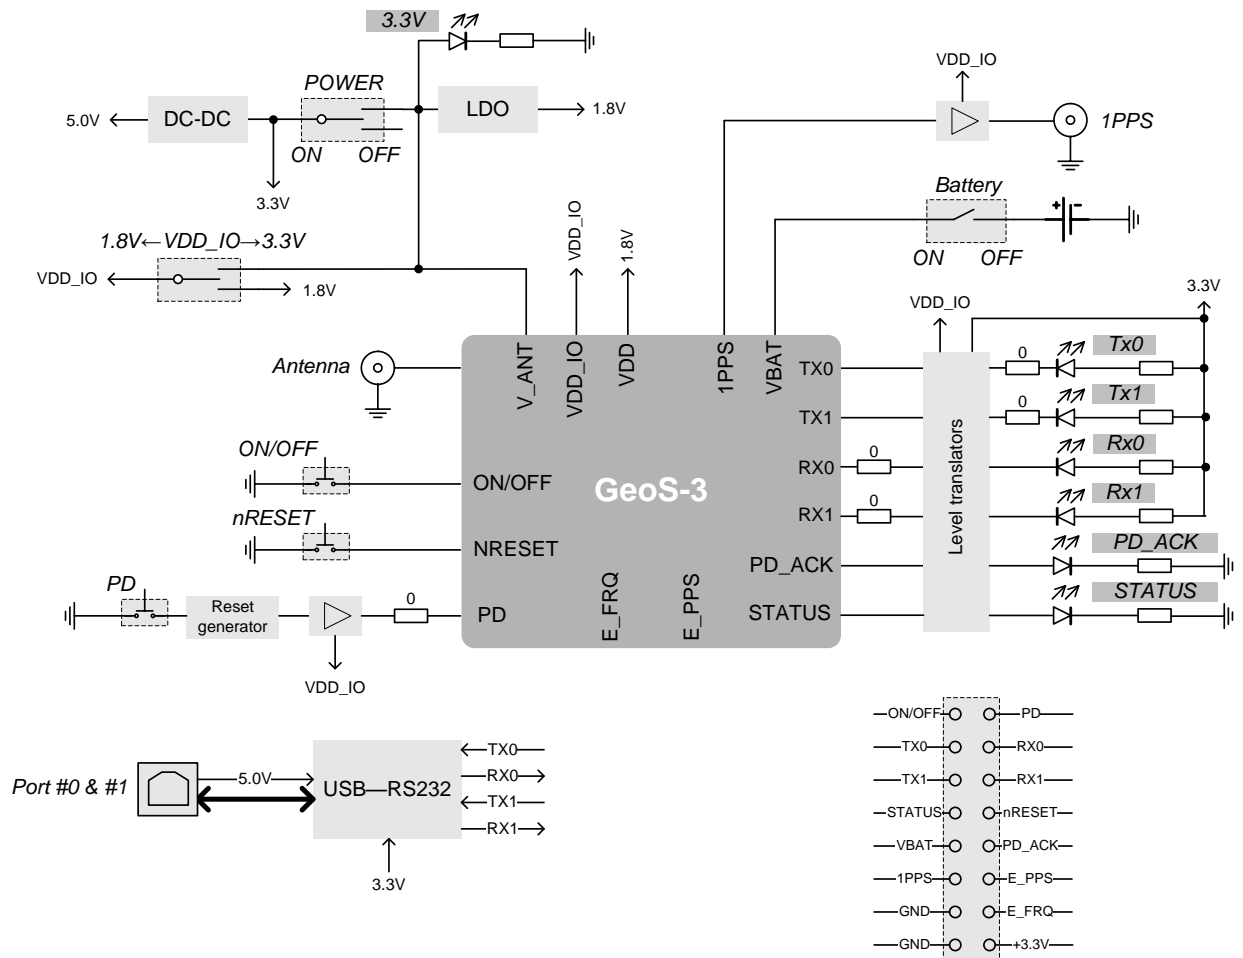 3.3V
POWER
5.0V
DC-DC
LDO
1.8V
ON
OFF
3.3V
VDD_IO
1PPS
Battery
ON
OFF
1.8V←VDD_IO→3.3V
VDD_IO
1.8V
VDD_IO
1.8V
VDD_IO
3.3V
Antenna
V_ANT
VDD_IO
VDD
1PPS
VBAT
TX0
0
Tx0
TX1
0
Tx1
ON/OFF
ON/OFF
GeoS-3
RX0
0
Rx0
RX1
0
Rx1
Level translators
nRESET
NRESET
PD_ACK
PD_ACK
PD
Reset
generator
0
PD
E_FRQ
E_PPS
STATUS
STATUS
VDD_IO
Port #0 & #1
5.0V
USB—RS232
TX0
RX0
TX1
RX1
3.3V
ON/OFF
PD
TX0
RX0
TX1
RX1
STATUS
nRESET
VBAT
PD_ACK
1PPS
E_PPS
GND
E_FRQ
GND
+3.3V